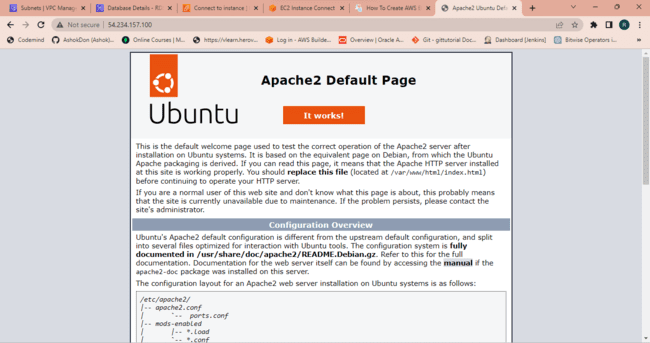 Subnets | VPC Manag
Database Details - RD
Connect to instance |
EC2 Instance Connect
How To Create AWS
Apache2 Ubuntu Def
Not secure | 54.234.157.100
Codemind
AshokDon (Ashok)...
Online Courses | M...
https://vlearn.herov...
Log in - AWS Builde...
Overview | Oracle A...
Git - gittutorial Doc...
Dashboard [Jenkins]
Bitwise Operators i...
R
Apache2 Default Page
Ubuntu
It works!
This is the default welcome page used to test the correct operation of the Apache2 server after
installation on Ubuntu systems. It is based on the equivalent page on Debian, from which the Ubuntu
Apache packaging is derived. If you can read this page, it means that the Apache HTTP server installed
at this site is working properly. You should replace this file (located at /var/www/html/index.html)
before continuing to operate your HTTP server.
If you are a normal user of this web site and don't know what this page is about, this probably means
that the site is currently unavailable due to maintenance. If the problem persists, please contact the
site's administrator.
Configuration Overview
Ubuntu's Apache2 default configuration is different from the upstream default configuration, and split
into several files optimized for interaction with Ubuntu tools. The configuration system is fully
documented in /usr/share/doc/apache2/README.Debian.gz. Refer to this for the full
documentation. Documentation for the web server itself can be found by accessing the manual if the
apache2-doc package was installed on this server.
The configuration layout for an Apache2 web server installation on Ubuntu systems is as follows:
/etc/apache2/
|-- apache2.conf
|       `--  ports.conf
|-- mods-enabled
|       |-- *.load
|       `-- *.conf